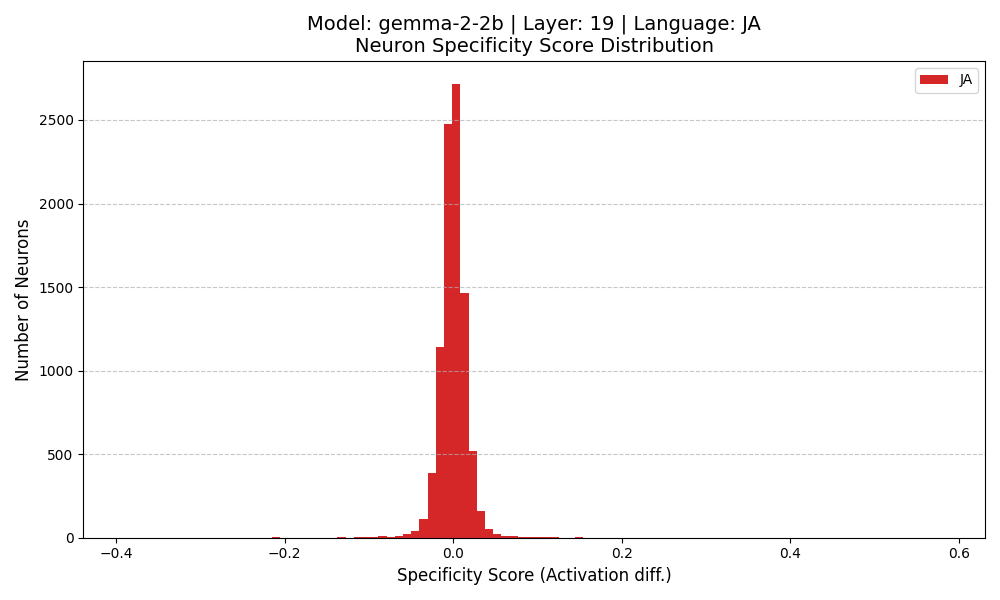 Model: gemma-2-2b | Layer: 19 | Language: JA
Neuron Specificity Score Distribution
JA
Number of Neurons
2500
2000
1500
1000
500
0
−0.4
−0.2
0.0
0.2
0.4
0.6
Specificity Score (Activation diff.)